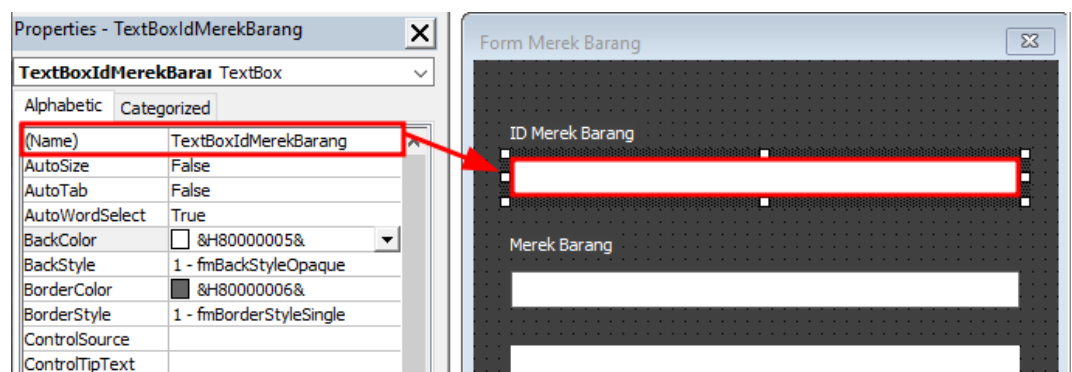 Properties - TextBoxIdMerekBarang
TextBoxIdMerekBarai TextBox
Alphabetic Categorized
(Name) TextBoxIdMerekBarang
AutoSize False
AutoTab False
AutoWordSelect True
BackColor &H80000005&
BackStyle 1 - fmBackStyleOpaque
BorderColor &H80000006&
BorderStyle 1 - fmBorderStyleSingle
ControlSource
ControlTipText
Form Merek Barang
ID Merek Barang
Merek Barang